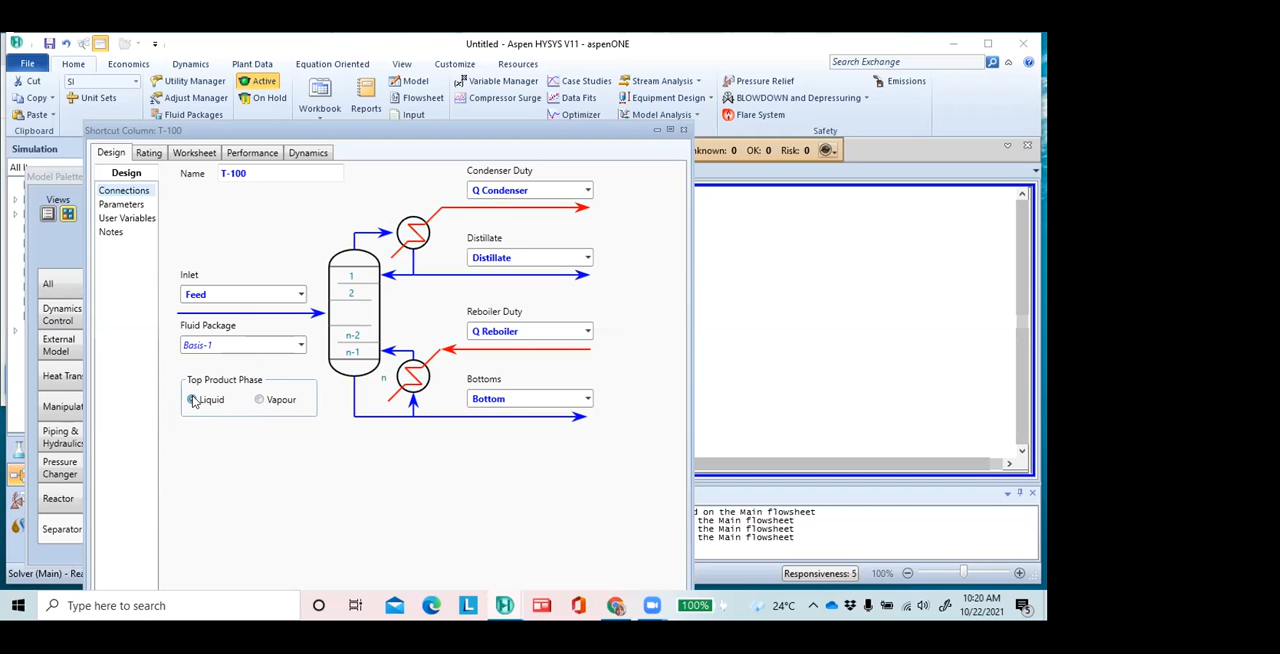 Untitled - Aspen HYSYS V11 - aspenONE
File Home Economics Dynamics Plant Data Equation Oriented View Customize Resources
Search Exchange
Cut SI Utility Manager Active Model Variable Manager Case Studies Stream Analysis Pressure Relief Emissions
Copy Unit Sets Adjust Manager On Hold Workbook Reports Flowsheet Compressor Surge Data Fits Equipment Design BLOWDOWN and Depressuring
Paste Fluid Packages Input Optimizer Model Analysis Flare System
Clipboard Safety
Shortcut Column: T-100
Simulation
Design Rating Worksheet Performance Dynamics
nknown: 0 OK: 0 Risk: 0
All
Model Palette
Views
All
Dynamics
Control
External
Model
Heat Trans
Manipulat
Piping &
Hydraulics
Pressure
Changer
Reactor
Separator
Design
Connections
Parameters
User Variables
Notes
Name T-100
Condenser Duty
Q Condenser
Distillate
Distillate
Inlet
Feed
Fluid Package
Basis-1
Top Product Phase
Liquid Vapour
1
2
n-2
n-1
n
Reboiler Duty
Q Reboiler
Bottoms
Bottom
d on the Main flowsheet
the Main flowsheet
the Main flowsheet
the Main flowsheet
Solver (Main) - Rea
Responsiveness: 5 100%
Type here to search
100%
24°C
10:20 AM
10/22/2021
5